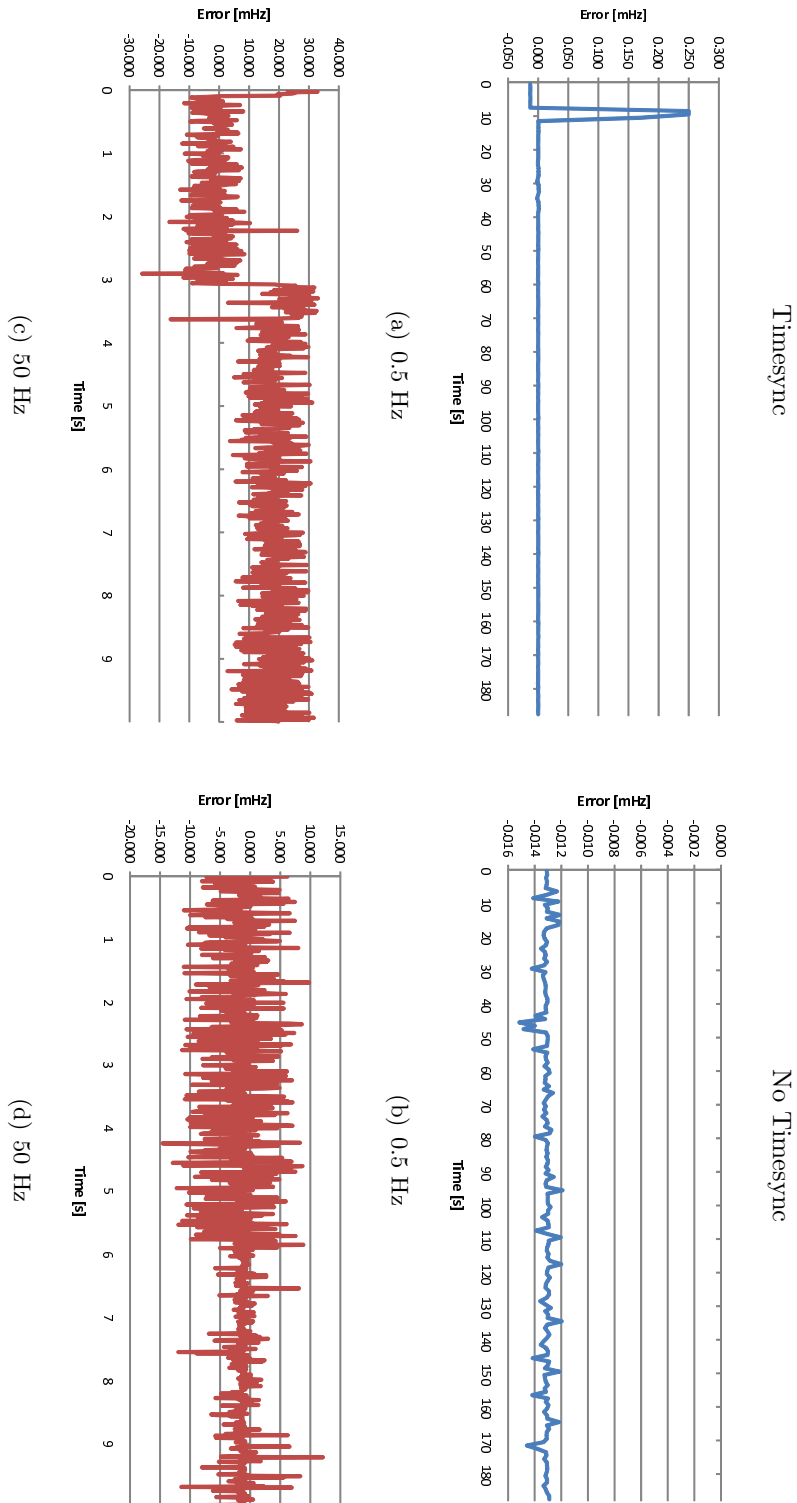 Timesync
Error [mHz]
0.300
0.250
0.200
0.150
0.100
0.050
0.000
-0.050
0 10 20 30 40 50 60 70 80 90 100 110 120 130 140 150 160 170 180
Time [s]
(a) 0.5 Hz
No Timesync
Error [mHz]
0.000
-0.002
-0.004
-0.006
-0.008
-0.010
-0.012
-0.014
-0.016
0 10 20 30 40 50 60 70 80 90 100 110 120 130 140 150 160 170 180
Time [s]
(b) 0.5 Hz
Error [mHz]
40.000
30.000
20.000
10.000
0.000
-10.000
-20.000
-30.000
0 1 2 3 4 5 6 7 8 9
Time [s]
(c) 50 Hz
Error [mHz]
15.000
10.000
5.000
0.000
-5.000
-10.000
-15.000
-20.000
0 1 2 3 4 5 6 7 8 9
Time [s]
(d) 50 Hz